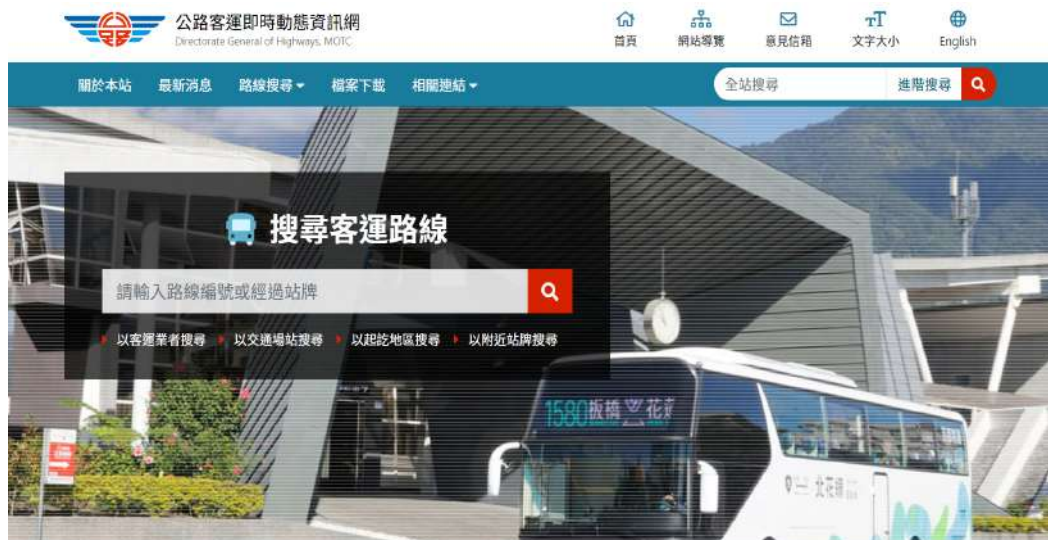 公路客運即時動態資訊網
Directorate General of Highways, MOTC
首頁
網站導覽
意見信箱
文字大小
English
關於本站
最新消息
路線搜尋
檔案下載
相關連結
全站搜尋
進階搜尋
搜尋客運路線
請輸入路線編號或經過站牌
以客運業者搜尋
以交通場站搜尋
以起訖地區搜尋
以附近站牌搜尋
1580板橋
花
北花線